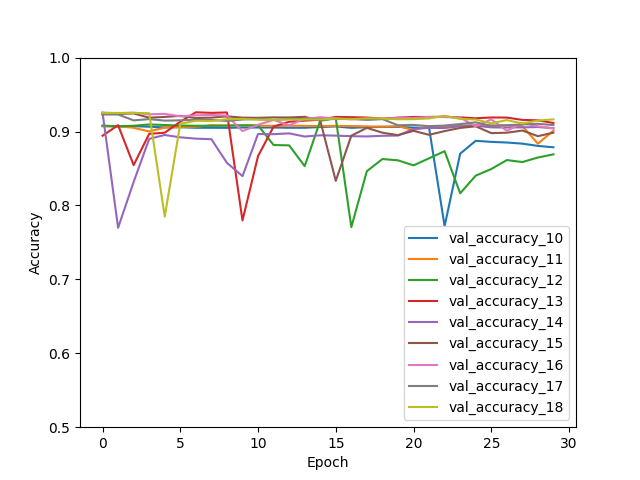 1.0
0.9
0.8
0.7
0.6
0.5
Accuracy
0
5
10
15
20
25
30
Epoch
val_accuracy_10
val_accuracy_11
val_accuracy_12
val_accuracy_13
val_accuracy_14
val_accuracy_15
val_accuracy_16
val_accuracy_17
val_accuracy_18